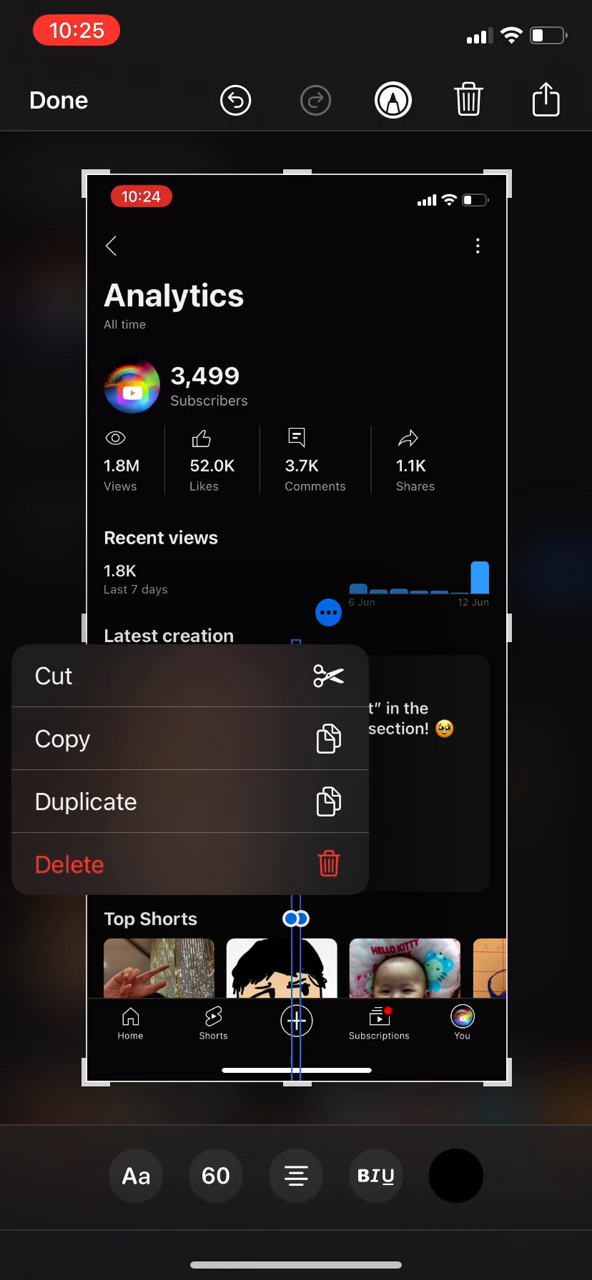 10:25
Done
10:24
Analytics
All time
3,499
Subscribers
1.8M
Views
52.0K
Likes
3.7K
Comments
1.1K
Shares
Recent views
1.8K
Last 7 days
6 Jun
12 Jun
Latest creation
t” in the
section! 🥹
Cut
Copy
Duplicate
Delete
Top Shorts
HELLO KITTY
Home
Shorts
Subscriptions
You
Aa
60
BIU